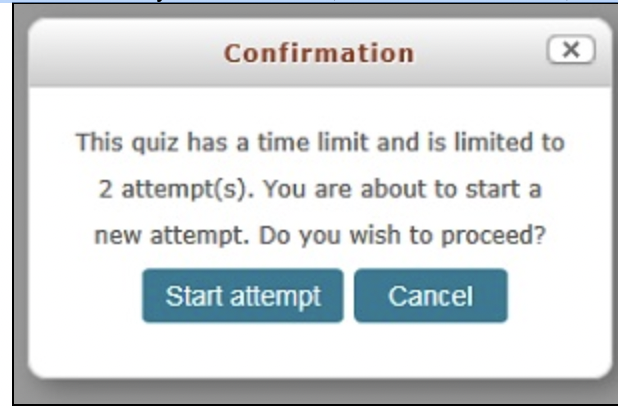 Confirmation
This quiz has a time limit and is limited to
2 attempt(s). You are about to start a
new attempt. Do you wish to proceed?
Start attempt Cancel